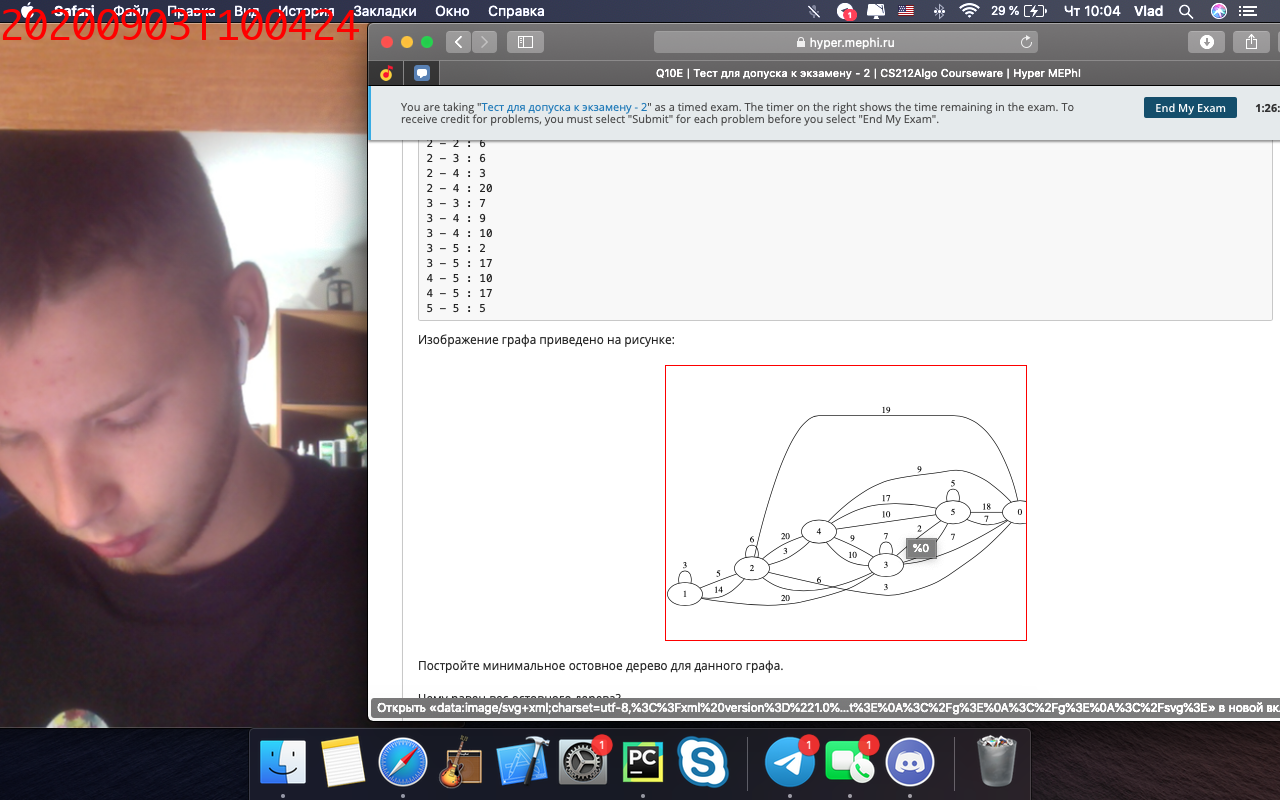 20200903T100424
Safari Файл Правка Вид История Закладки Окно Справка
1
29 % Чт 10:04 Vlad
hyper.mephi.ru
Q10E | Тест для допуска к экзамену - 2 | CS212Algo Courseware | Hyper MEPhI
You are taking "Тест для допуска к экзамену - 2" as a timed exam. The timer on the right shows the time remaining in the exam. To
receive credit for problems, you must select "Submit" for each problem before you select "End My Exam".
End My Exam
1:26:
2 - 2 : 6
2 - 3 : 6
2 - 4 : 3
2 - 4 : 20
3 - 3 : 7
3 - 4 : 9
3 - 4 : 10
3 - 5 : 2
3 - 5 : 17
4 - 5 : 10
4 - 5 : 17
5 - 5 : 5
Изображение графа приведено на рисунке:
19
9
5
17
18
10
5
0
7
20
4
2
7
6
9
7
3
10
%0
3
5
2
3
6
3
14
1
20
Постройте минимальное остовное дерево для данного графа.
Чему равен вес остовного дерева?
Открыть «data:image/svg+xml;charset=utf-8,%3C%3Fxml%20version%3D%221.0%...t%3E%0A%3C%2Fg%3E%0A%3C%2Fg%3E%0A%3C%2Fsvg%3E» в новой вк
1
PC
1
1